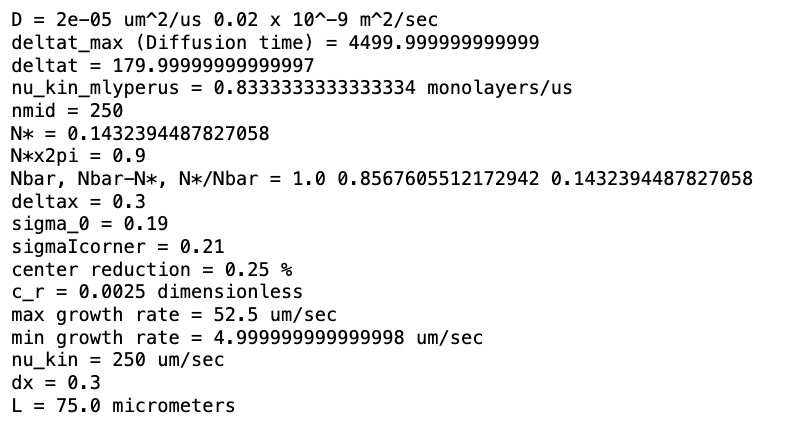 D = 2e-05 um^2/us 0.02 x 10^-9 m^2/sec
deltat_max (Diffusion time) = 4499.999999999999
deltat = 179.99999999999997
nu_kin_mlyperus = 0.8333333333333334 monolayers/us
nmid = 250
N* = 0.1432394487827058
N*x2pi = 0.9
Nbar, Nbar-N*, N*/Nbar = 1.0 0.8567605512172942 0.1432394487827058
deltax = 0.3
sigma_0 = 0.19
sigmaIcorner = 0.21
center reduction = 0.25 %
c_r = 0.0025 dimensionless
max growth rate = 52.5 um/sec
min growth rate = 4.999999999999998 um/sec
nu_kin = 250 um/sec
dx = 0.3
L = 75.0 micrometers